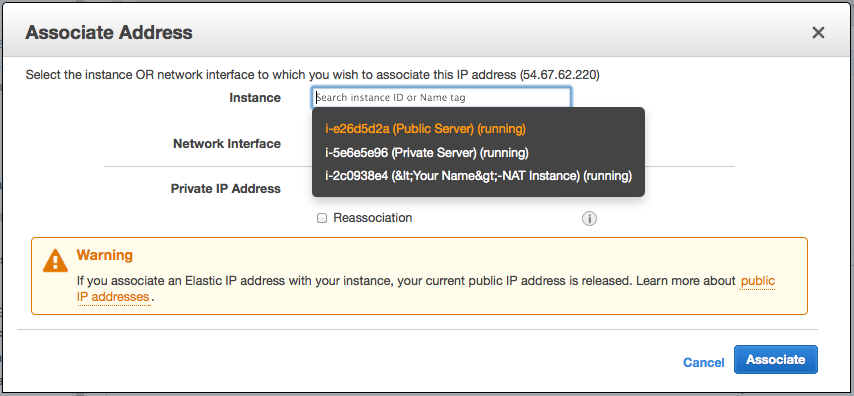 Associate Address
Select the instance OR network interface to which you wish to associate this IP address (54.67.62.220)
Instance
Search instance ID or Name tag
i-e26d5d2a (Public Server) (running)
Network Interface
i-5e6e5e96 (Private Server) (running)
i-2c0938e4 (&lt;Your Name&gt;-NAT Instance) (running)
Private IP Address
Reassociation
Warning
If you associate an Elastic IP address with your instance, your current public IP address is released. Learn more about public
IP addresses.
Cancel
Associate